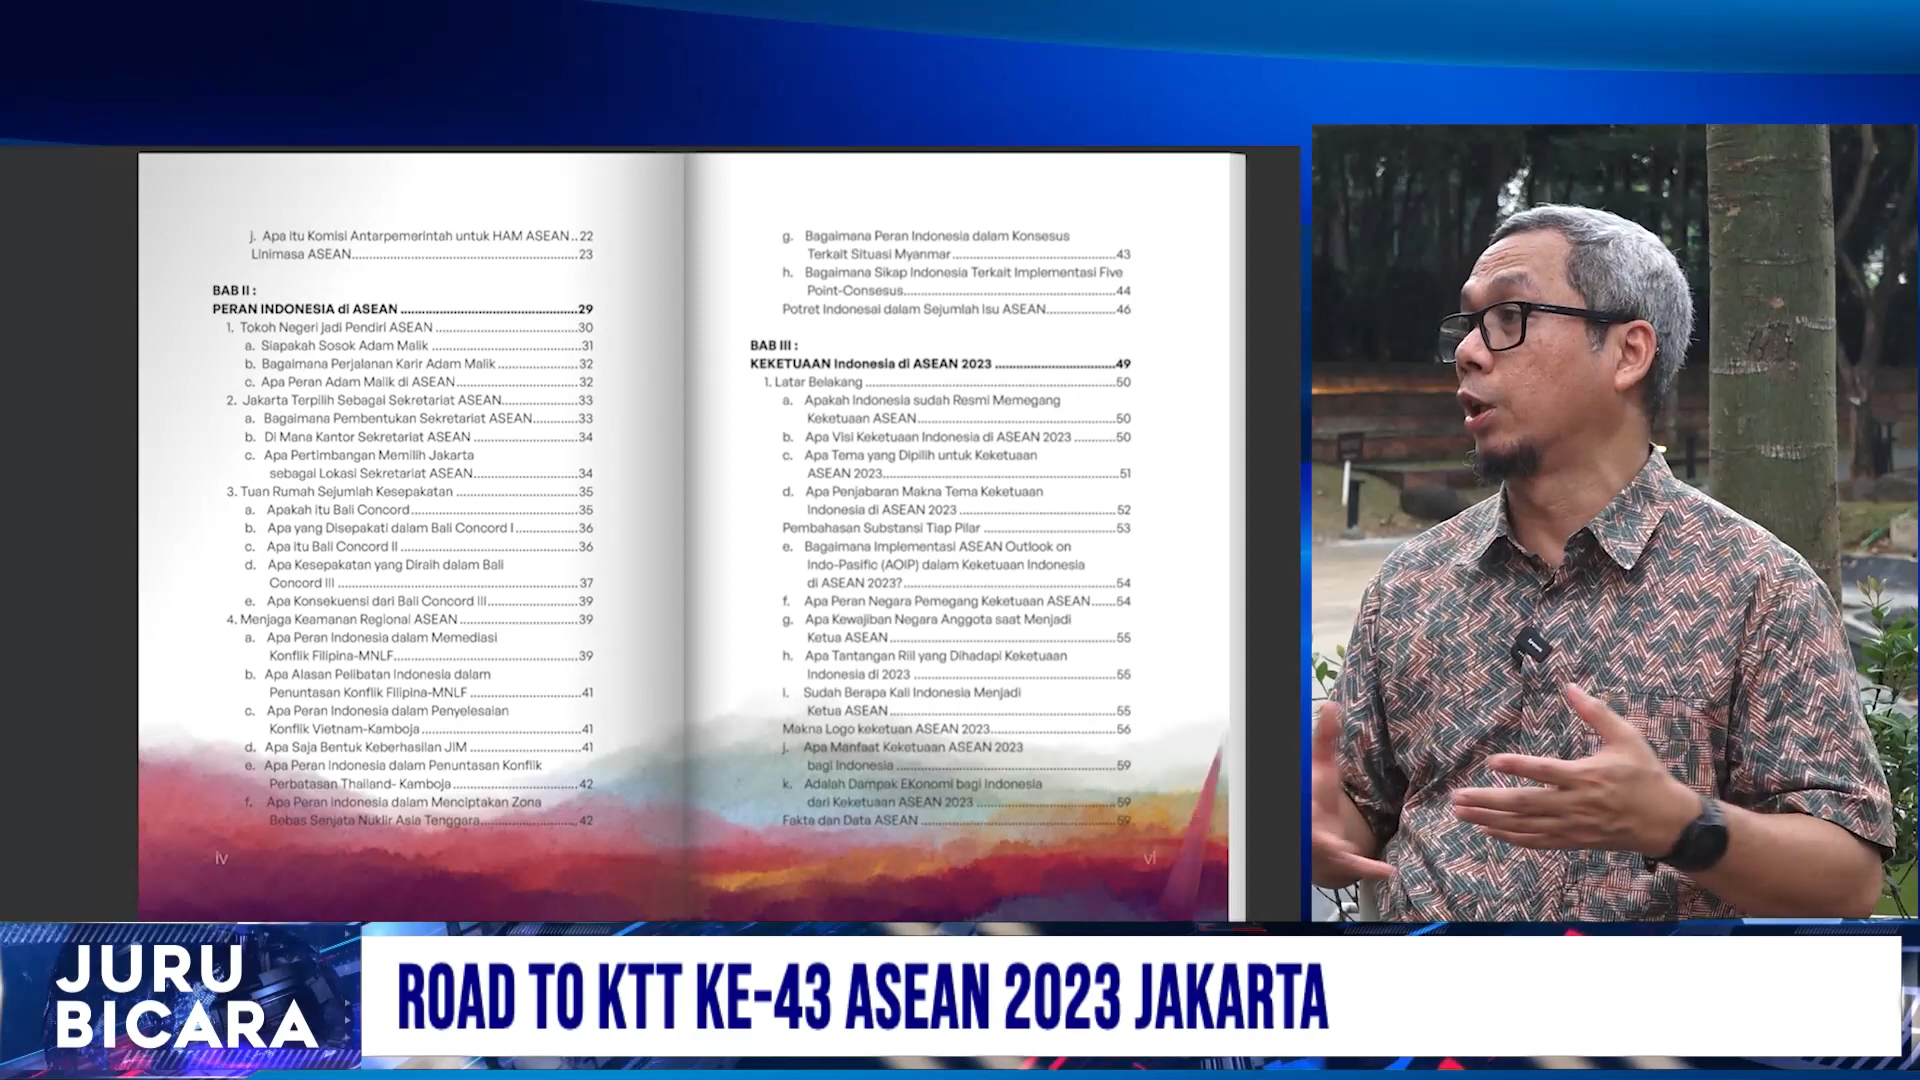 j. Apa itu Komisi Antarpemerintah untuk HAM ASEAN..22
Linimasa ASEAN....................23
BAB II :
PERAN INDONESIA di ASEAN ....................29
1. Tokoh Negeri jadi Pendiri ASEAN ....................30
a. Siapakah Sosok Adam Malik ....................31
b. Bagaimana Perjalanan Karir Adam Malik ....................32
c. Apa Peran Adam Malik di ASEAN....................32
2. Jakarta Terpilih Sebagai Sekretariat ASEAN....................33
a. Bagaimana Pembentukan Sekretariat ASEAN....................33
b. Di Mana Kantor Sekretariat ASEAN ....................34
c. Apa Pertimbangan Memilih Jakarta
sebagai Lokasi Sekretariat ASEAN....................34
3. Tuan Rumah Sejumlah Kesepakatan ....................35
a. Apakah itu Bali Concord....................35
b. Apa yang Disepakati dalam Bali Concord I....................36
c. Apa itu Bali Concord II ....................36
d. Apa Kesepakatan yang Diraih dalam Bali
Concord III ....................37
e. Apa Konsekuensi dari Bali Concord III....................39
4. Menjaga Keamanan Regional ASEAN ....................39
a. Apa Peran Indonesia dalam Memediasi
Konflik Filipina-MNLF....................39
b. Apa Alasan Pelibatan Indonesia dalam
Penuntasan Konflik Filipina-MNLF ....................41
c. Apa Peran Indonesia dalam Penyelesaian
Konflik Vietnam-Kamboja ....................41
d. Apa Saja Bentuk Keberhasilan JIM ....................41
e. Apa Peran Indonesia dalam Penuntasan Konflik
Perbatasan Thailand- Kamboja ....................42
f. Apa Peran Indonesia dalam Menciptakan Zona
Bebas Senjata Nuklir Asia Tenggara....................42
iv
g. Bagaimana Peran Indonesia dalam Konsesus
Terkait Situasi Myanmar ....................43
h. Bagaimana Sikap Indonesia Terkait Implementasi Five
Point-Consesus....................44
Potret Indonesai dalam Sejumlah Isu ASEAN....................46
BAB III :
KEKETUAAN Indonesia di ASEAN 2023 ....................49
1. Latar Belakang ....................50
a. Apakah Indonesia sudah Resmi Memegang
Keketuaan ASEAN....................50
b. Apa Visi Keketuaan Indonesia di ASEAN 2023 ....................50
c. Apa Tema yang Dipilih untuk Keketuaan
ASEAN 2023....................51
d. Apa Penjabaran Makna Tema Keketuaan
Indonesia di ASEAN 2023 ....................52
Pembahasan Substansi Tiap Pilar ....................53
e. Bagaimana Implementasi ASEAN Outlook on
Indo-Pasific (AOIP) dalam Keketuaan Indonesia
di ASEAN 2023?....................54
f. Apa Peran Negara Pemegang Keketuaan ASEAN......54
g. Apa Kewajiban Negara Anggota saat Menjadi
Ketua ASEAN ....................55
h. Apa Tantangan Riil yang Dihadapi Keketuaan
Indonesia di 2023 ....................55
i. Sudah Berapa Kali Indonesia Menjadi
Ketua ASEAN ....................55
Makna Logo keketuan ASEAN 2023....................56
j. Apa Manfaat Keketuaan ASEAN 2023
bagi Indonesia ....................59
k. Adalah Dampak EKonomi bagi Indonesia
dari Keketuaan ASEAN 2023 ....................59
Fakta dan Data ASEAN ....................59
vi
JURU
BICARA
ROAD TO KTT KE-43 ASEAN 2023 JAKARTA